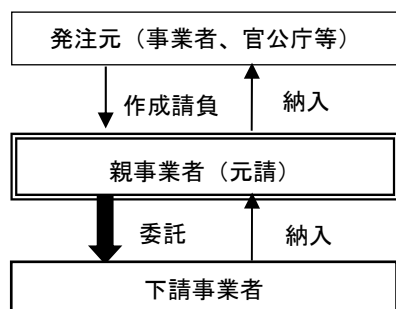 発注元（事業者、官公庁等）
作成請負 納入
親事業者（元請）
委託 納入
下請事業者